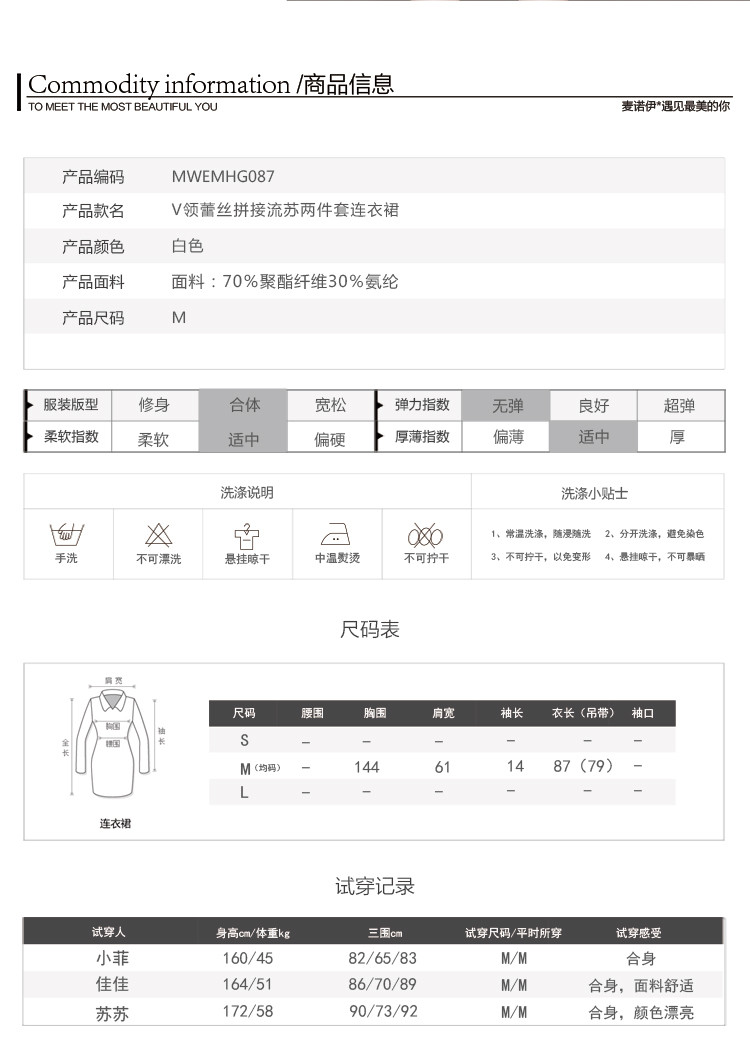 Commodity information /商品信息
TO MEET THE MOST BEAUTIFUL YOU
麦诺伊*遇见最美的你
产品编码 MWEMHG087
产品款名 V领蕾丝拼接流苏两件套连衣裙
产品颜色 白色
产品面料 面料：70%聚酯纤维30%氨纶
产品尺码 M
服装版型 修身 合体 宽松 弹力指数 无弹 良好 超弹
柔软指数 柔软 适中 偏硬 厚薄指数 偏薄 适中 厚
洗涤说明 洗涤小贴士
手洗 不可漂洗 悬挂晾干 中温熨烫 不可拧干
1、常温洗涤，随浸随洗 2、分开洗涤，避免染色
3、不可拧干，以免变形 4、悬挂晾干，不可暴晒
尺码表
肩宽
胸围
腰围
全长
袖长
连衣裙
尺码 腰围 胸围 肩宽 袖长 衣长（吊带） 袖口
S – – – – – –
M（均码） – 144 61 14 87（79） –
L – – – – – –
试穿记录
试穿人 身高cm/体重kg 三围cm 试穿尺码/平时所穿 试穿感受
小菲 160/45 82/65/83 M/M 合身
佳佳 164/51 86/70/89 M/M 合身，面料舒适
苏苏 172/58 90/73/92 M/M 合身，颜色漂亮